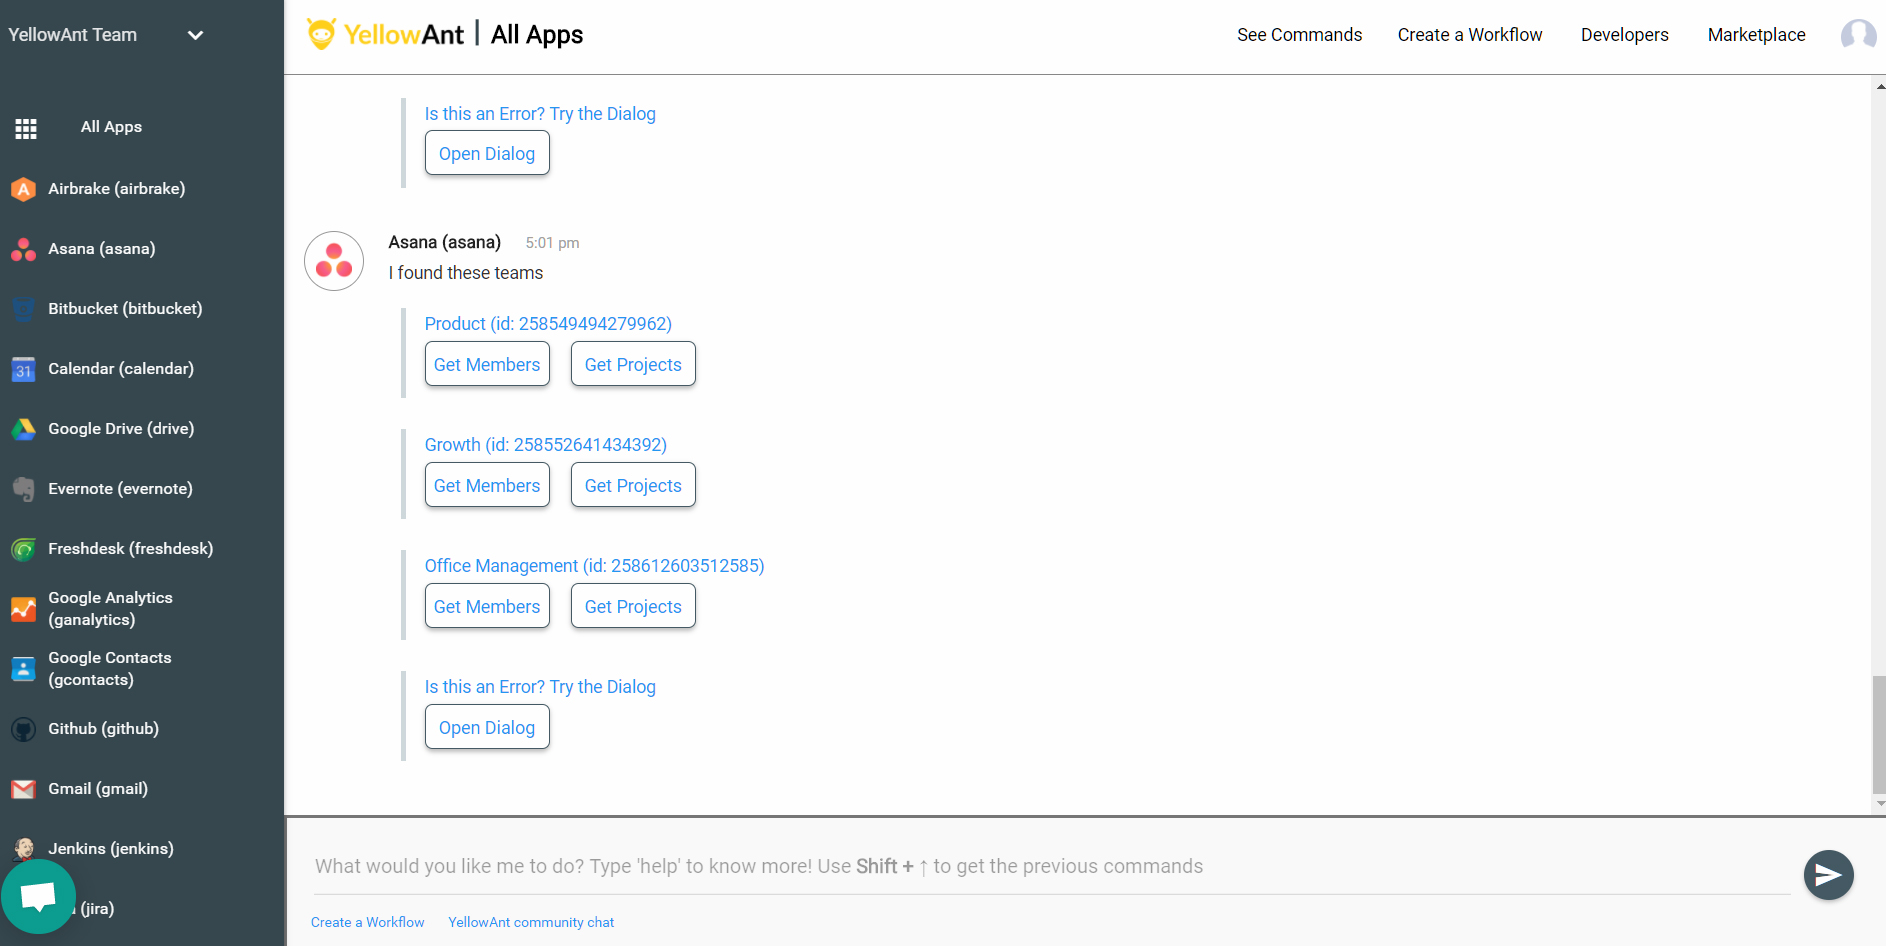 YellowAnt Team
All Apps
Airbrake (airbrake)
Asana (asana)
Bitbucket (bitbucket)
31
Calendar (calendar)
Google Drive (drive)
Evernote (evernote)
Freshdesk (freshdesk)
Google Analytics
(ganalytics)
Google Contacts
(gcontacts)
Github (github)
Gmail (gmail)
Jenkins (jenkins)
(jira)
YellowAnt | All Apps
See Commands
Create a Workflow
Developers
Marketplace
Is this an Error? Try the Dialog
Open Dialog
Asana (asana) 5:01 pm
I found these teams
Product (id: 258549494279962)
Get Members Get Projects
Growth (id: 258552641434392)
Get Members Get Projects
Office Management (id: 258612603512585)
Get Members Get Projects
Is this an Error? Try the Dialog
Open Dialog
What would you like me to do? Type 'help' to know more! Use Shift + ↑ to get the previous commands
Create a Workflow YellowAnt community chat